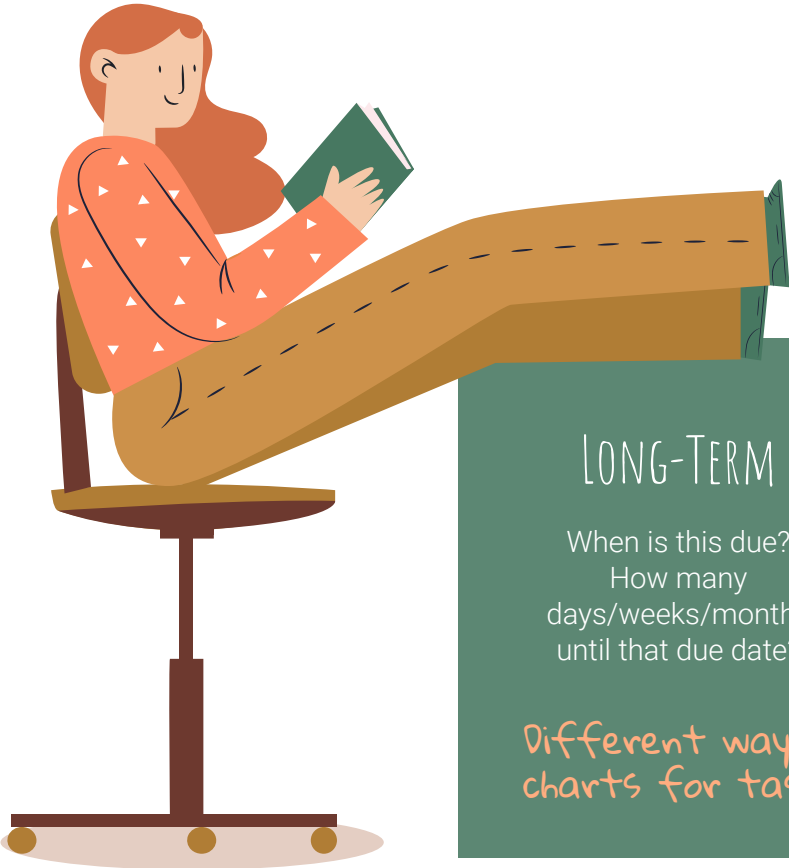 Long-Term
When is this due?
How many
days/weeks/month
until that due date
Different way
charts for tas